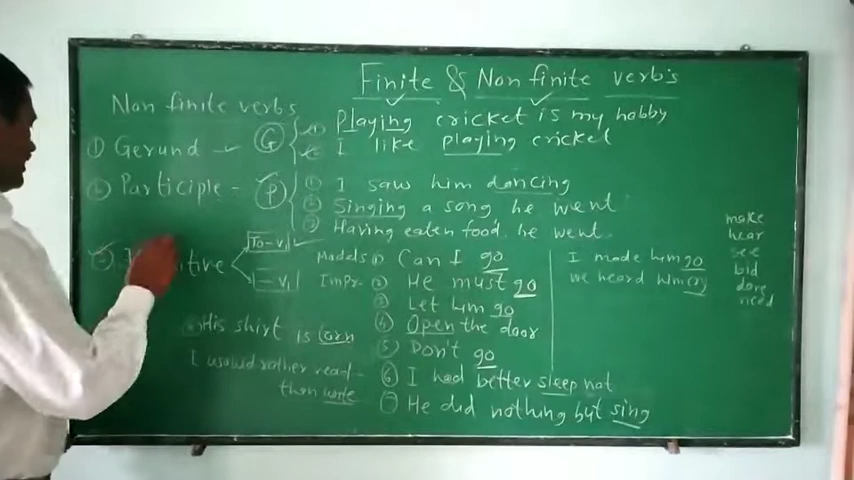 Finite & Non finite verb's
Non finite verbs
① Gerund -
② Participle -
③
To-V1
-V1
G
① Playing cricket is my hobby
② I like playing cricket
P
① I saw him dancing
② Singing a song he went
③ Having eaten food. he went.
Modals ① Can I go
Impr- ② He must go
③ Let him go
④ Open the door
⑤ Don't go
⑥ I had better sleep not
⑦ He did nothing but sing
His shirt is torn
I would rather read-
then write
I made him go
we heard him cry
make
hear
see
bid
dare
need